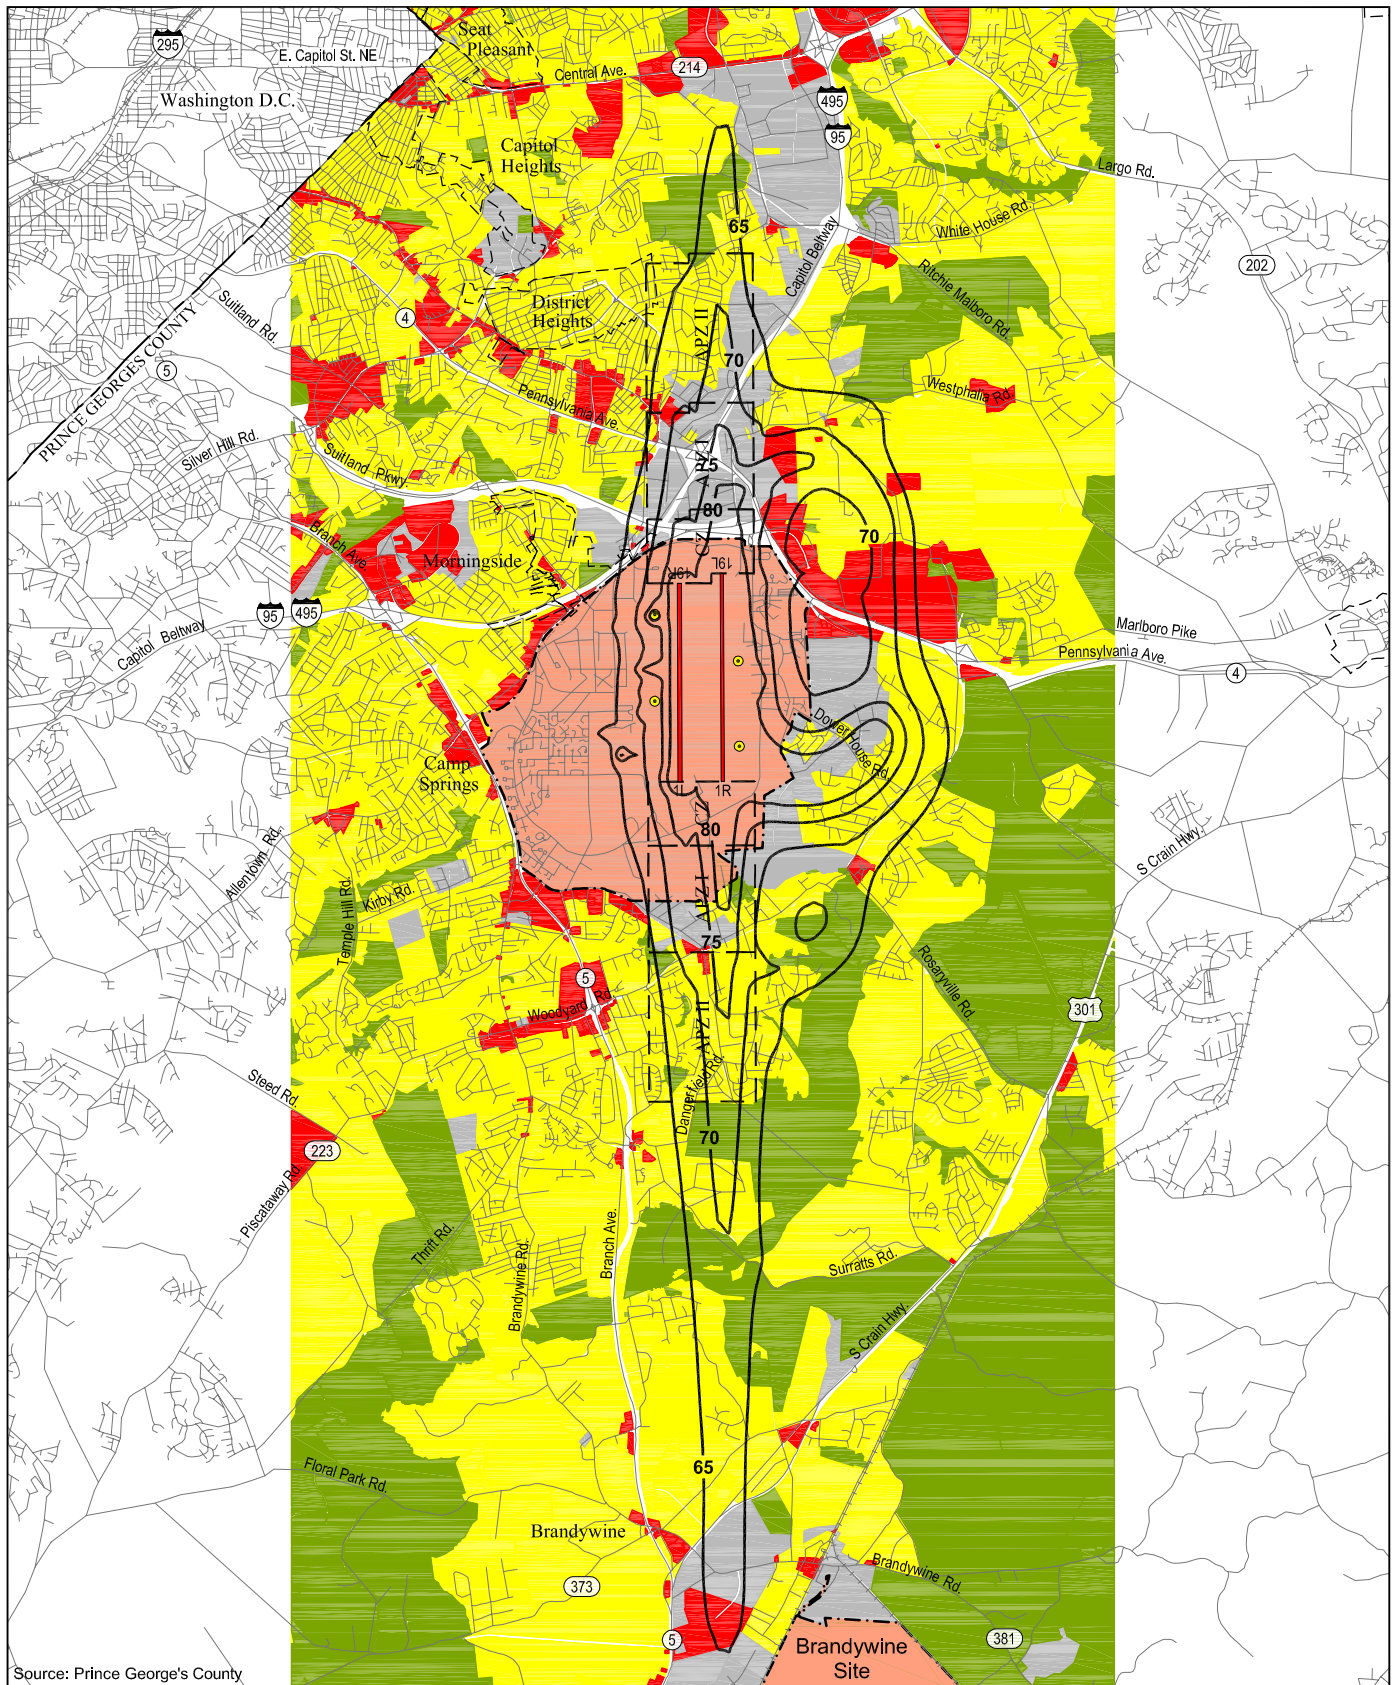 Seat
Pleasant
295
E. Capitol St. NE
Central Ave.
214
Washington D.C.
495
95
Capitol
Heights
Largo Rd.
65
White House Rd.
Capitol Beltway
202
Ritchie Malboro Rd.
Suitland Rd.
District
Heights
4
PRINCE GEORGES COUNTY
5
APZ II
70
Westphalia Rd.
Pennsylvania Ave.
Silver Hill Rd.
Suitland Pkwy.
APZ I
75
80
Branch Ave.
70
Morningside
CZ
19R
19L
95
495
Capitol Beltway
Marlboro Pike
Pennsylvania Ave.
4
Dower House Rd.
Camp
Springs
1R
CZ
80
S Crain Hwy.
Allentown Rd.
Kirby Rd.
Temple Hill Rd.
APZ I
75
Rosaryville Rd.
5
Woodyard Rd.
301
APZ II
Dangerfield Rd.
Steed Rd.
70
223
Piscataway Rd.
Thrift Rd.
Brandywine Rd.
Branch Ave.
Surratts Rd.
S Crain Hwy.
65
Floral Park Rd.
Brandywine
Brandywine Rd.
373
5
381
Brandywine
Site
Source: Prince George's County